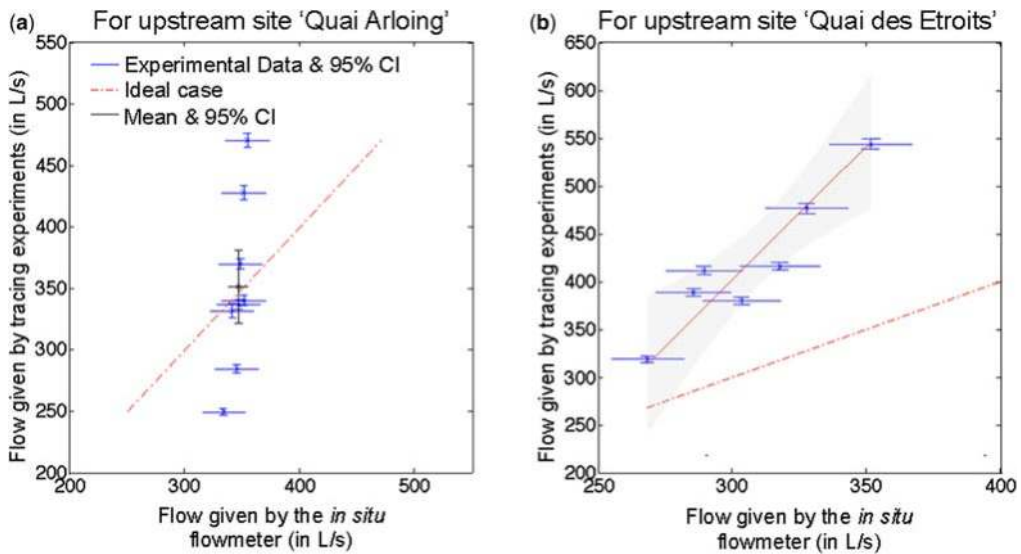 (a) For upstream site ‘Quai Arloing’
550
500
450
400
350
300
250
200
Flow given by tracing experiments (in L/s)
Experimental Data & 95% CI
Ideal case
Mean & 95% CI
200 300 400 500
Flow given by the in situ
flowmeter (in L/s)
(b) For upstream site ‘Quai des Etroits’
650
600
550
500
450
400
350
300
250
200
Flow given by tracing experiments (in L/s)
250 300 350 400
Flow given by the in situ
flowmeter (in L/s)